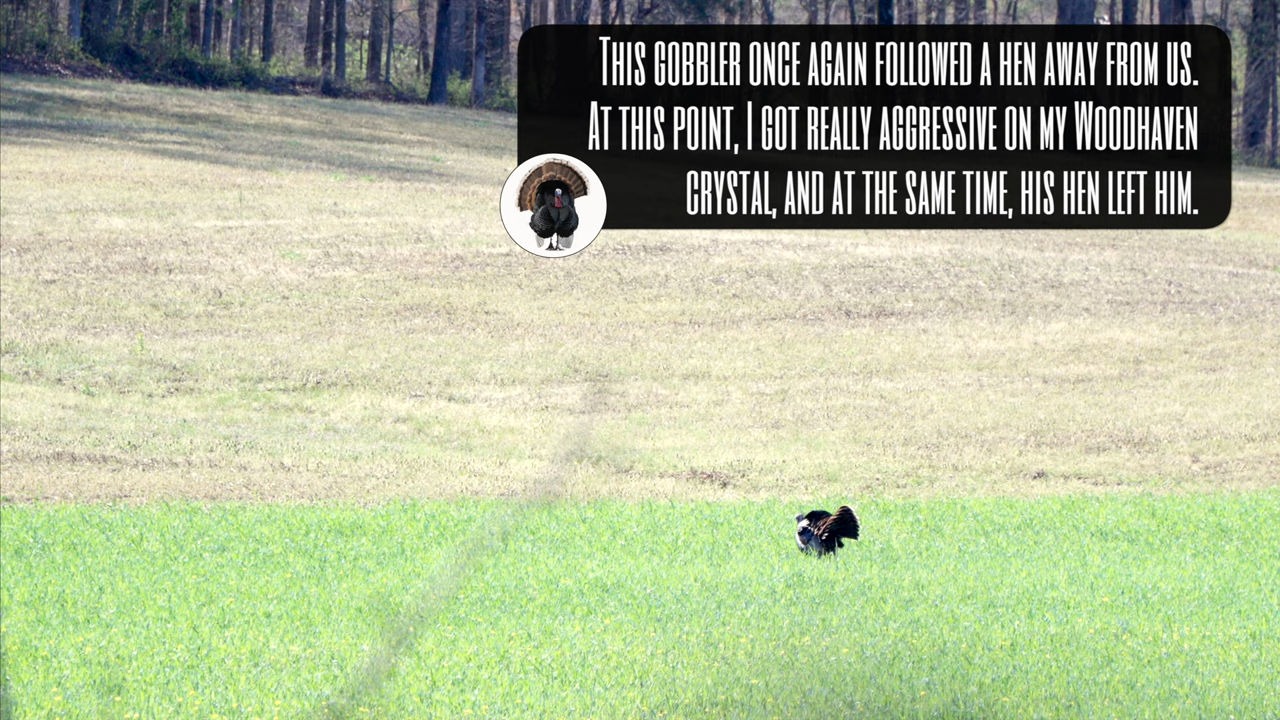 This gobbler once again followed a hen away from us.
At this point, I got really aggressive on my Woodhaven
crystal, and at the same time, his hen left him.